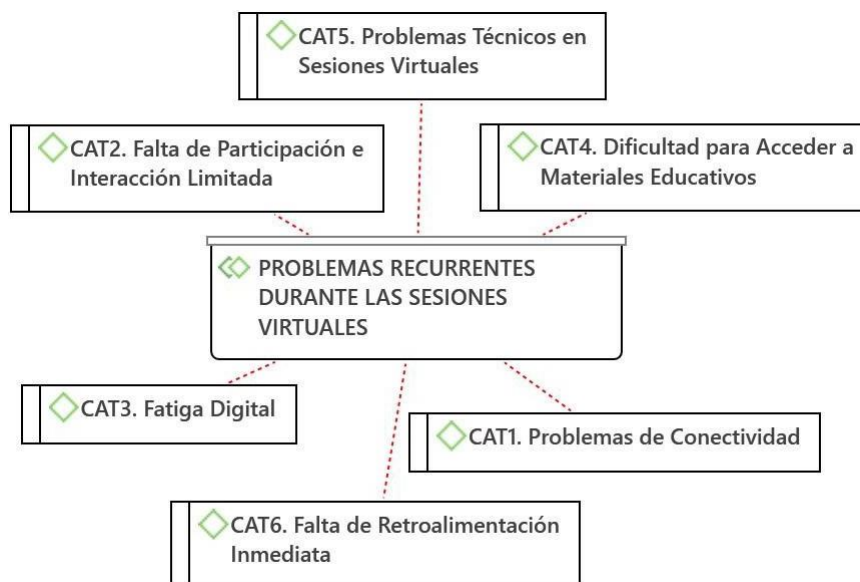 CAT5. Problemas Técnicos en
Sesiones Virtuales
CAT2. Falta de Participación e
Interacción Limitada
CAT4. Dificultad para Acceder a
Materiales Educativos
PROBLEMAS RECURRENTES
DURANTE LAS SESIONES
VIRTUALES
CAT3. Fatiga Digital
CAT1. Problemas de Conectividad
CAT6. Falta de Retroalimentación
Inmediata